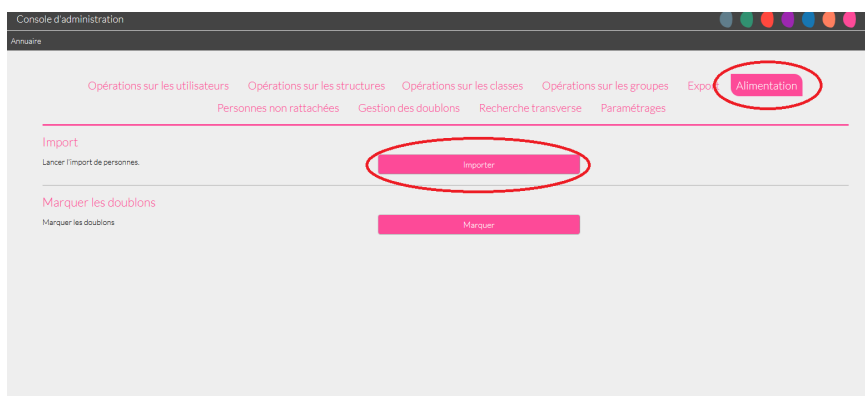 Console d'administration
Annuaire
Opérations sur les utilisateurs Opérations sur les structures Opérations sur les classes Opérations sur les groupes Export Alimentation
Personnes non rattachées Gestion des doublons Recherche transverse Paramétrages
Import
Lancer l'import de personnes.
Importer
Marquer les doublons
Marquer les doublons
Marquer